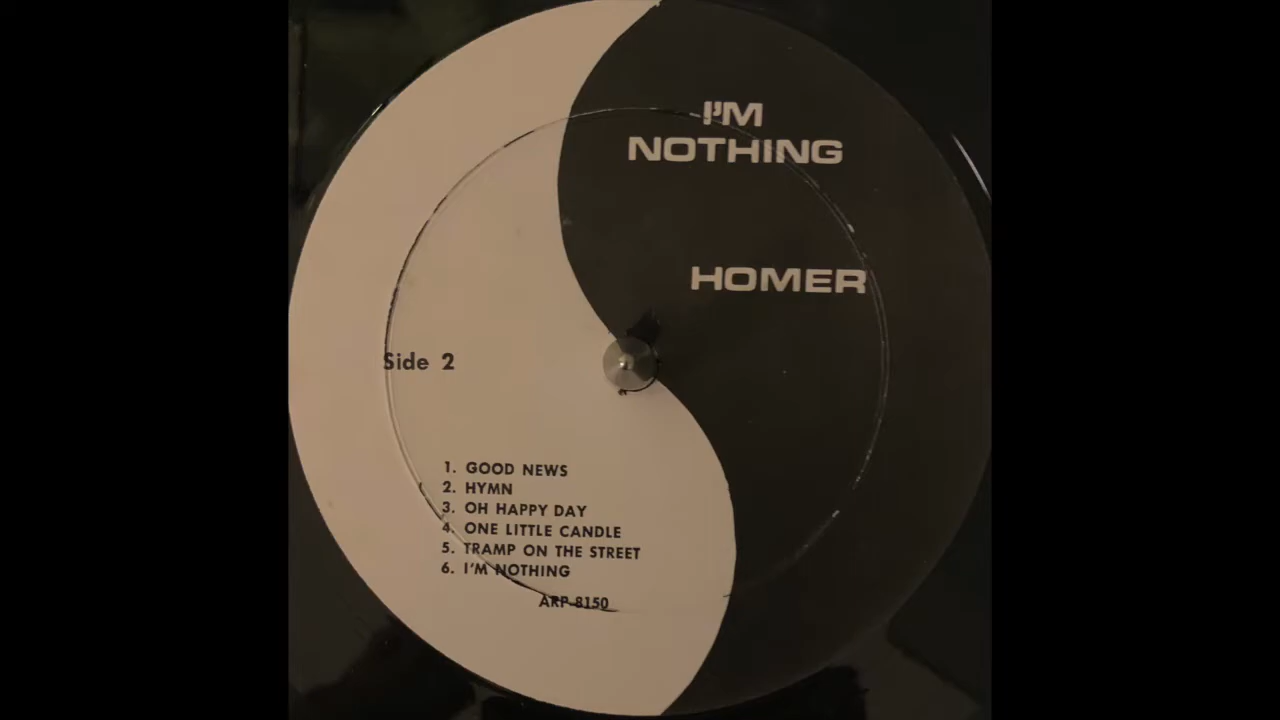 I'M
NOTHING
HOMER
Side 2
1. GOOD NEWS
2. HYMN
3. OH HAPPY DAY
4. ONE LITTLE CANDLE
5. TRAMP ON THE STREET
6. I'M NOTHING
ARP-8150